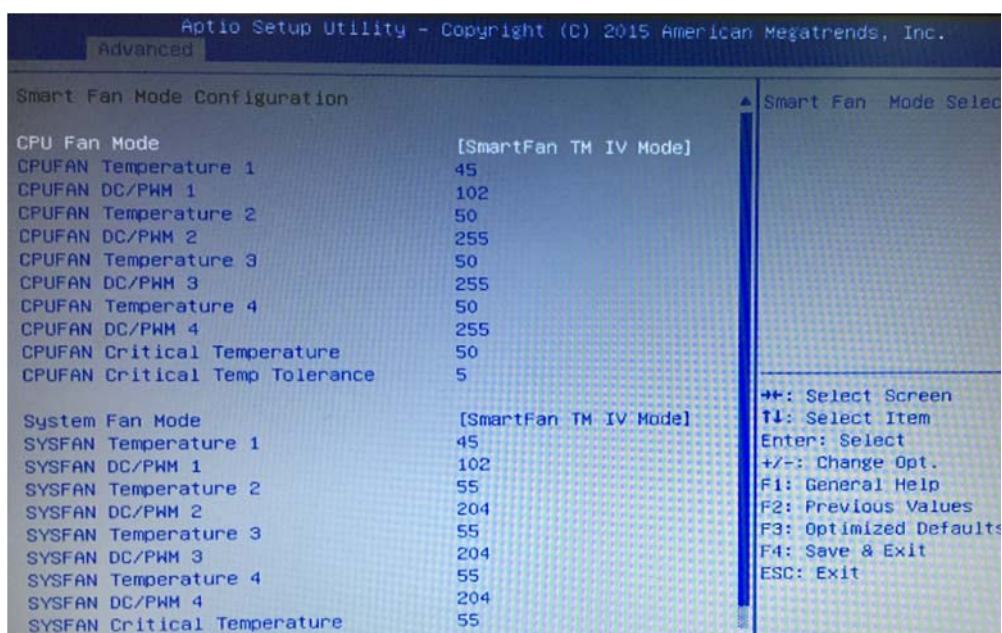 Aptio Setup Utility - Copyright (C) 2015 American Megatrends, Inc.
Advanced
Smart Fan Mode Configuration
CPU Fan Mode [SmartFan TM IV Mode]
CPUFAN Temperature 1 45
CPUFAN DC/PWM 1 102
CPUFAN Temperature 2 50
CPUFAN DC/PWM 2 255
CPUFAN Temperature 3 50
CPUFAN DC/PWM 3 255
CPUFAN Temperature 4 50
CPUFAN DC/PWM 4 255
CPUFAN Critical Temperature 50
CPUFAN Critical Temp Tolerance 5
System Fan Mode [SmartFan TM IV Mode]
SYSFAN Temperature 1 45
SYSFAN DC/PWM 1 102
SYSFAN Temperature 2 55
SYSFAN DC/PWM 2 204
SYSFAN Temperature 3 55
SYSFAN DC/PWM 3 204
SYSFAN Temperature 4 55
SYSFAN DC/PWM 4 204
SYSFAN Critical Temperature 55
Smart Fan Mode Selec
→←: Select Screen
↑↓: Select Item
Enter: Select
+/-: Change Opt.
F1: General Help
F2: Previous Values
F3: Optimized Defaults
F4: Save & Exit
ESC: Exit